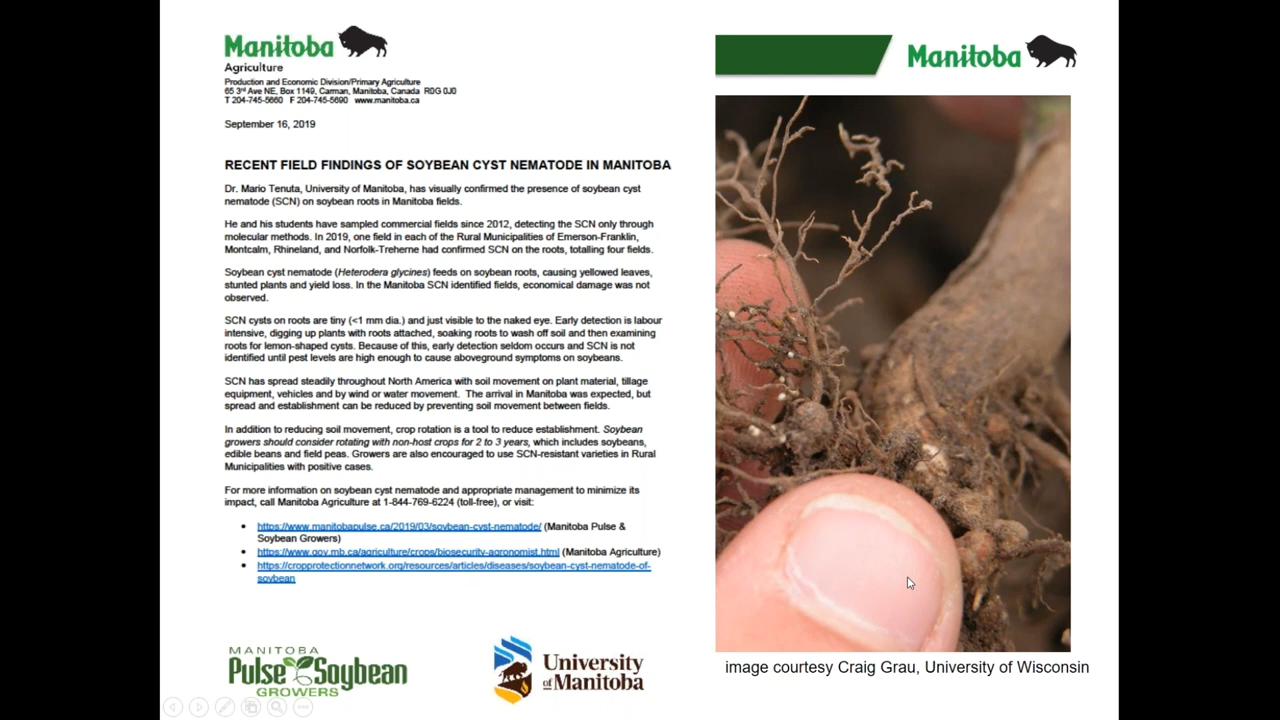 Manitoba
Agriculture
Production and Economic Division/Primary Agriculture
65 3rd Ave NE, Box 1149, Carman, Manitoba, Canada R0G 0J0
T 204-745-5660 F 204-745-5690 www.manitoba.ca
September 16, 2019
RECENT FIELD FINDINGS OF SOYBEAN CYST NEMATODE IN MANITOBA
Dr. Mario Tenuta, University of Manitoba, has visually confirmed the presence of soybean cyst
nematode (SCN) on soybean roots in Manitoba fields.
He and his students have sampled commercial fields since 2012, detecting the SCN only through
molecular methods. In 2019, one field in each of the Rural Municipalities of Emerson-Franklin,
Montcalm, Rhineland, and Norfolk-Treherne had confirmed SCN on the roots, totalling four fields.
Soybean cyst nematode (Heterodera glycines) feeds on soybean roots, causing yellowed leaves,
stunted plants and yield loss. In the Manitoba SCN identified fields, economical damage was not
observed.
SCN cysts on roots are tiny (<1 mm dia.) and just visible to the naked eye. Early detection is labour
intensive, digging up plants with roots attached, soaking roots to wash off soil and then examining
roots for lemon-shaped cysts. Because of this, early detection seldom occurs and SCN is not
identified until pest levels are high enough to cause aboveground symptoms on soybeans.
SCN has spread steadily throughout North America with soil movement on plant material, tillage
equipment, vehicles and by wind or water movement. The arrival in Manitoba was expected, but
spread and establishment can be reduced by preventing soil movement between fields.
In addition to reducing soil movement, crop rotation is a tool to reduce establishment. Soybean
growers should consider rotating with non-host crops for 2 to 3 years, which includes soybeans,
edible beans and field peas. Growers are also encouraged to use SCN-resistant varieties in Rural
Municipalities with positive cases.
For more information on soybean cyst nematode and appropriate management to minimize its
impact, call Manitoba Agriculture at 1-844-769-6224 (toll-free), or visit:
• https://www.manitobapulse.ca/2019/03/soybean-cyst-nematode/ (Manitoba Pulse &
Soybean Growers)
• https://www.gov.mb.ca/agriculture/crops/biosecurity-agronomist.html (Manitoba Agriculture)
• https://cropprotectionnetwork.org/resources/articles/diseases/soybean-cyst-nematode-of-
soybean
MANITOBA
Pulse Soybean
GROWERS
University
of Manitoba
Manitoba
image courtesy Craig Grau, University of Wisconsin